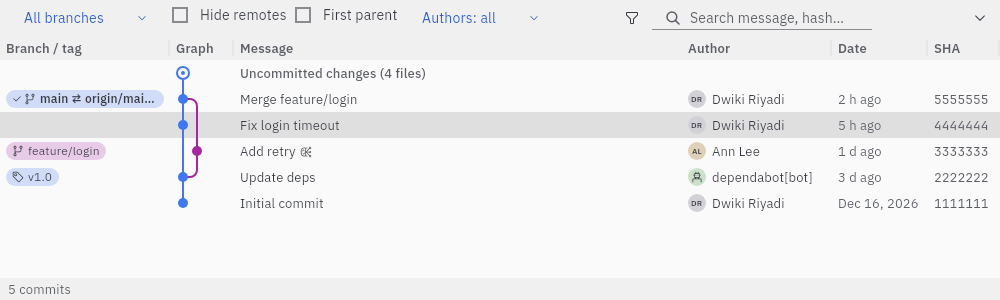 All branches Hide remotes First parent Authors: all Search message, hash...
Branch / tag Graph Message Author Date SHA
Uncommitted changes (4 files)
main ⇄ origin/mai... Merge feature/login DR Dwiki Riyadi 2 h ago 5555555
Fix login timeout DR Dwiki Riyadi 5 h ago 4444444
feature/login Add retry AL Ann Lee 1 d ago 3333333
v1.0 Update deps dependabot[bot] 3 d ago 2222222
Initial commit DR Dwiki Riyadi Dec 16, 2026 1111111
5 commits